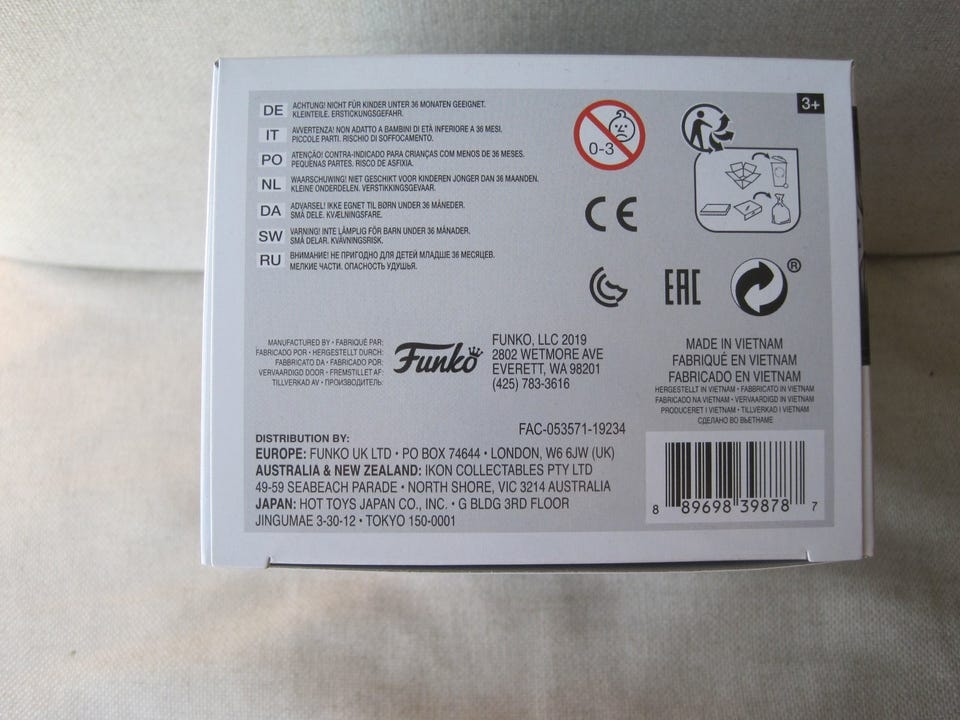 DE ACHTUNG! NICHT FÜR KINDER UNTER 36 MONATEN GEEIGNET.
KLEINTEILE. ERSTICKUNGSGEFAHR.
IT AVVERTENZA! NON ADATTO A BAMBINI DI ETÀ INFERIORE A 36 MESI.
PICCOLE PARTI. RISCHIO DI SOFFOCAMENTO.
PO ATENÇÃO! CONTRA-INDICADO PARA CRIANÇAS COM MENOS DE 36 MESES.
PEQUENAS PARTES. RISCO DE ASFIXIA.
NL WAARSCHUWING! NIET GESCHIKT VOOR KINDEREN JONGER DAN 36 MAANDEN.
KLEINE ONDERDELEN. VERSTIKKINGSGEVAAR.
DA ADVARSEL! IKKE EGNET TIL BØRN UNDER 36 MÅNEDER.
SMÅ DELE. KVÆLNINGSFARE.
SW VARNING! INTE LÄMPLIG FÖR BARN UNDER 36 MÅNADER.
SMÅ DELAR. KVÄVNINGSRISK.
RU ВНИМАНИЕ! НЕ ПРИГОДНО ДЛЯ ДЕТЕЙ МЛАДШЕ 36 МЕСЯЦЕВ.
МЕЛКИЕ ЧАСТИ. ОПАСНОСТЬ УДУШЬЯ.
0-3
3+
CE
EAC
®
MANUFACTURED BY • FABRIQUÉ PAR:
FABRICADO POR • HERGESTELLT DURCH:
FABBRICATO DA • FABRICADO POR:
VERVAARDIGD DOOR • FREMSTILLET AF:
TILLVERKAD AV • ПРОИЗВОДИТЕЛЬ:
Funko
FUNKO, LLC 2019
2802 WETMORE AVE
EVERETT, WA 98201
(425) 783-3616
MADE IN VIETNAM
FABRIQUÉ EN VIETNAM
FABRICADO EN VIETNAM
HERGESTELLT IN VIETNAM • FABBRICATO IN VIETNAM
FABRICADO NA VIETNAM • VERVAARDIGD IN VIETNAM
PRODUCERET I VIETNAM • TILLVERKAD I VIETNAM
СДЕЛАНО ВО ВЬЕТНАМЕ
FAC-053571-19234
DISTRIBUTION BY:
EUROPE: FUNKO UK LTD • PO BOX 74644 • LONDON, W6 6JW (UK)
AUSTRALIA & NEW ZEALAND: IKON COLLECTABLES PTY LTD
49-59 SEABEACH PARADE • NORTH SHORE, VIC 3214 AUSTRALIA
JAPAN: HOT TOYS JAPAN CO., INC. • G BLDG 3RD FLOOR
JINGUMAE 3-30-12 • TOKYO 150-0001
8 89698 39878 7